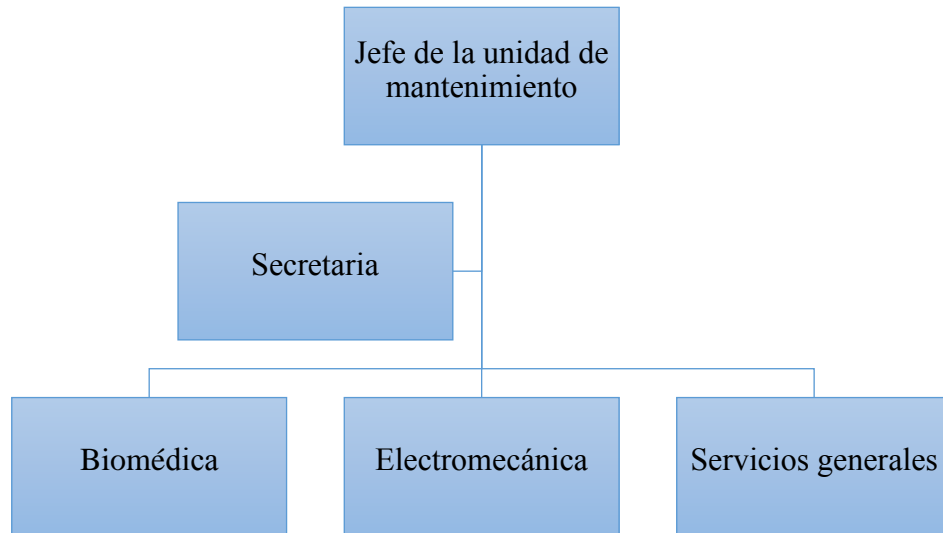 Jefe de la unidad de
mantenimiento
Secretaria
Biomédica
Electromecánica
Servicios generales